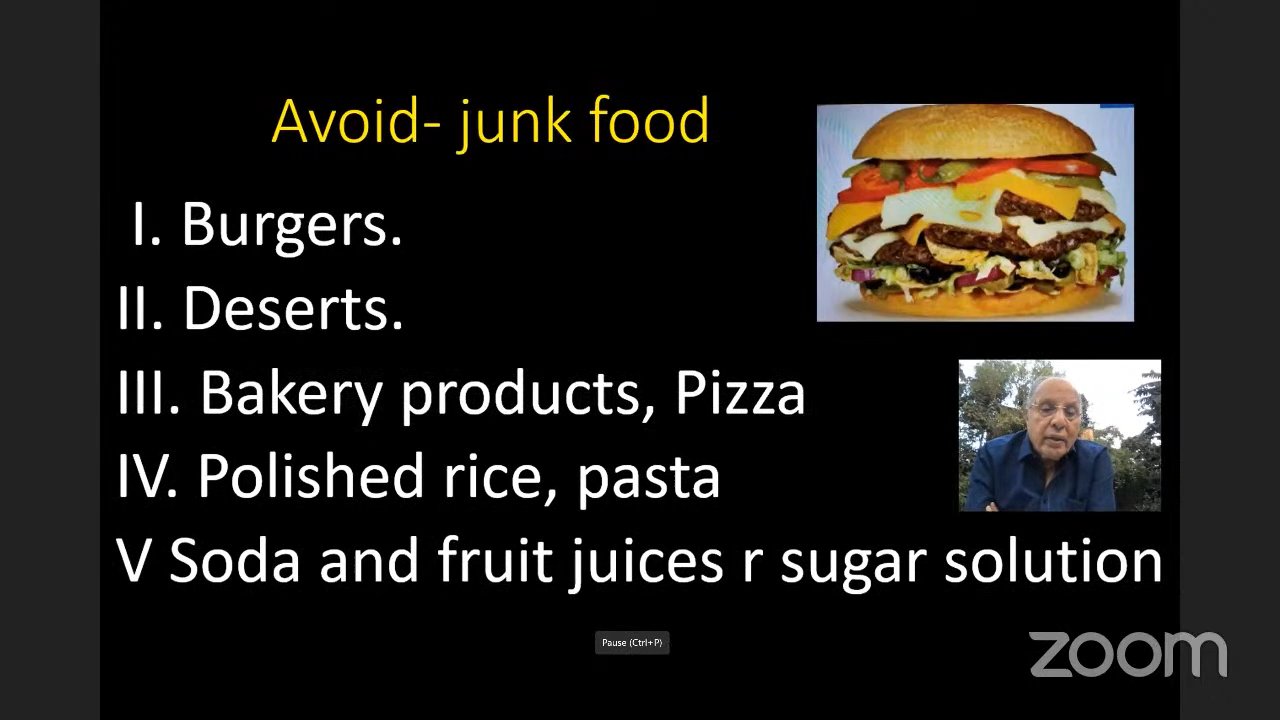 Avoid- junk food
I. Burgers.
II. Deserts.
III. Bakery products, Pizza
IV. Polished rice, pasta
V Soda and fruit juices r sugar solution
Pause (Ctrl+P)
zoom